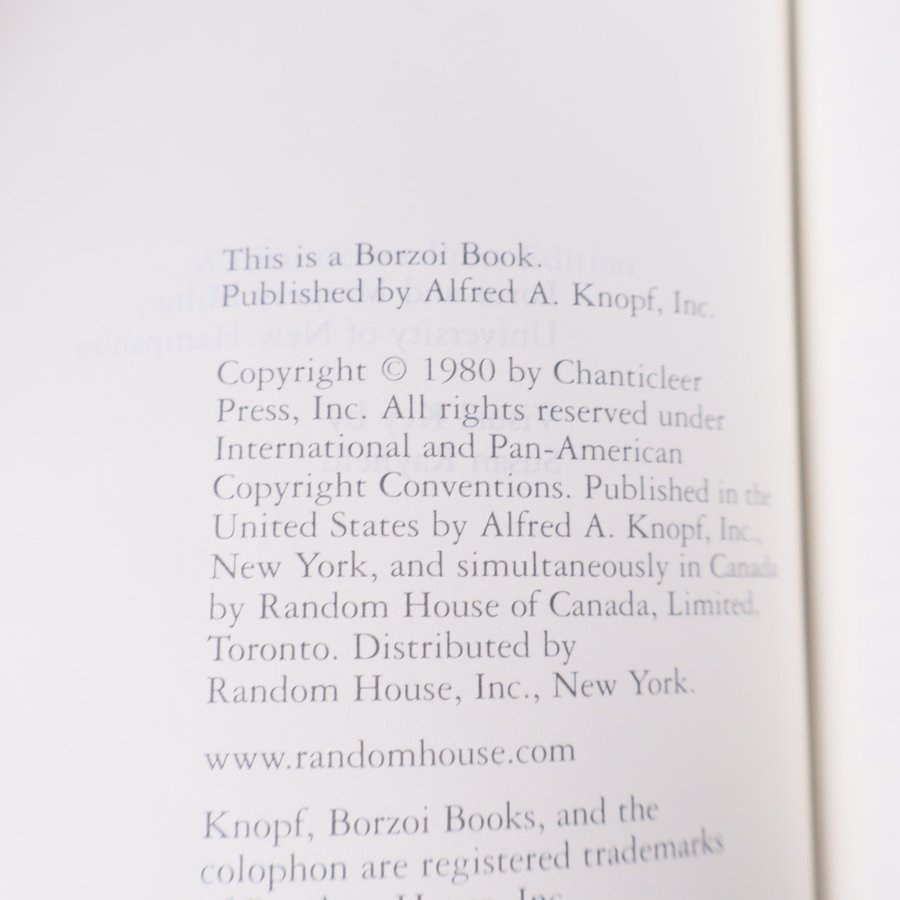 This is a Borzoi Book.
Published by Alfred A. Knopf, Inc.
Copyright © 1980 by Chanticleer
Press, Inc. All rights reserved under
International and Pan-American
Copyright Conventions. Published in the
United States by Alfred A. Knopf, Inc.,
New York, and simultaneously in Canada
by Random House of Canada, Limited,
Toronto. Distributed by
Random House, Inc., New York.
www.randomhouse.com
Knopf, Borzoi Books, and the
colophon are registered trademarks